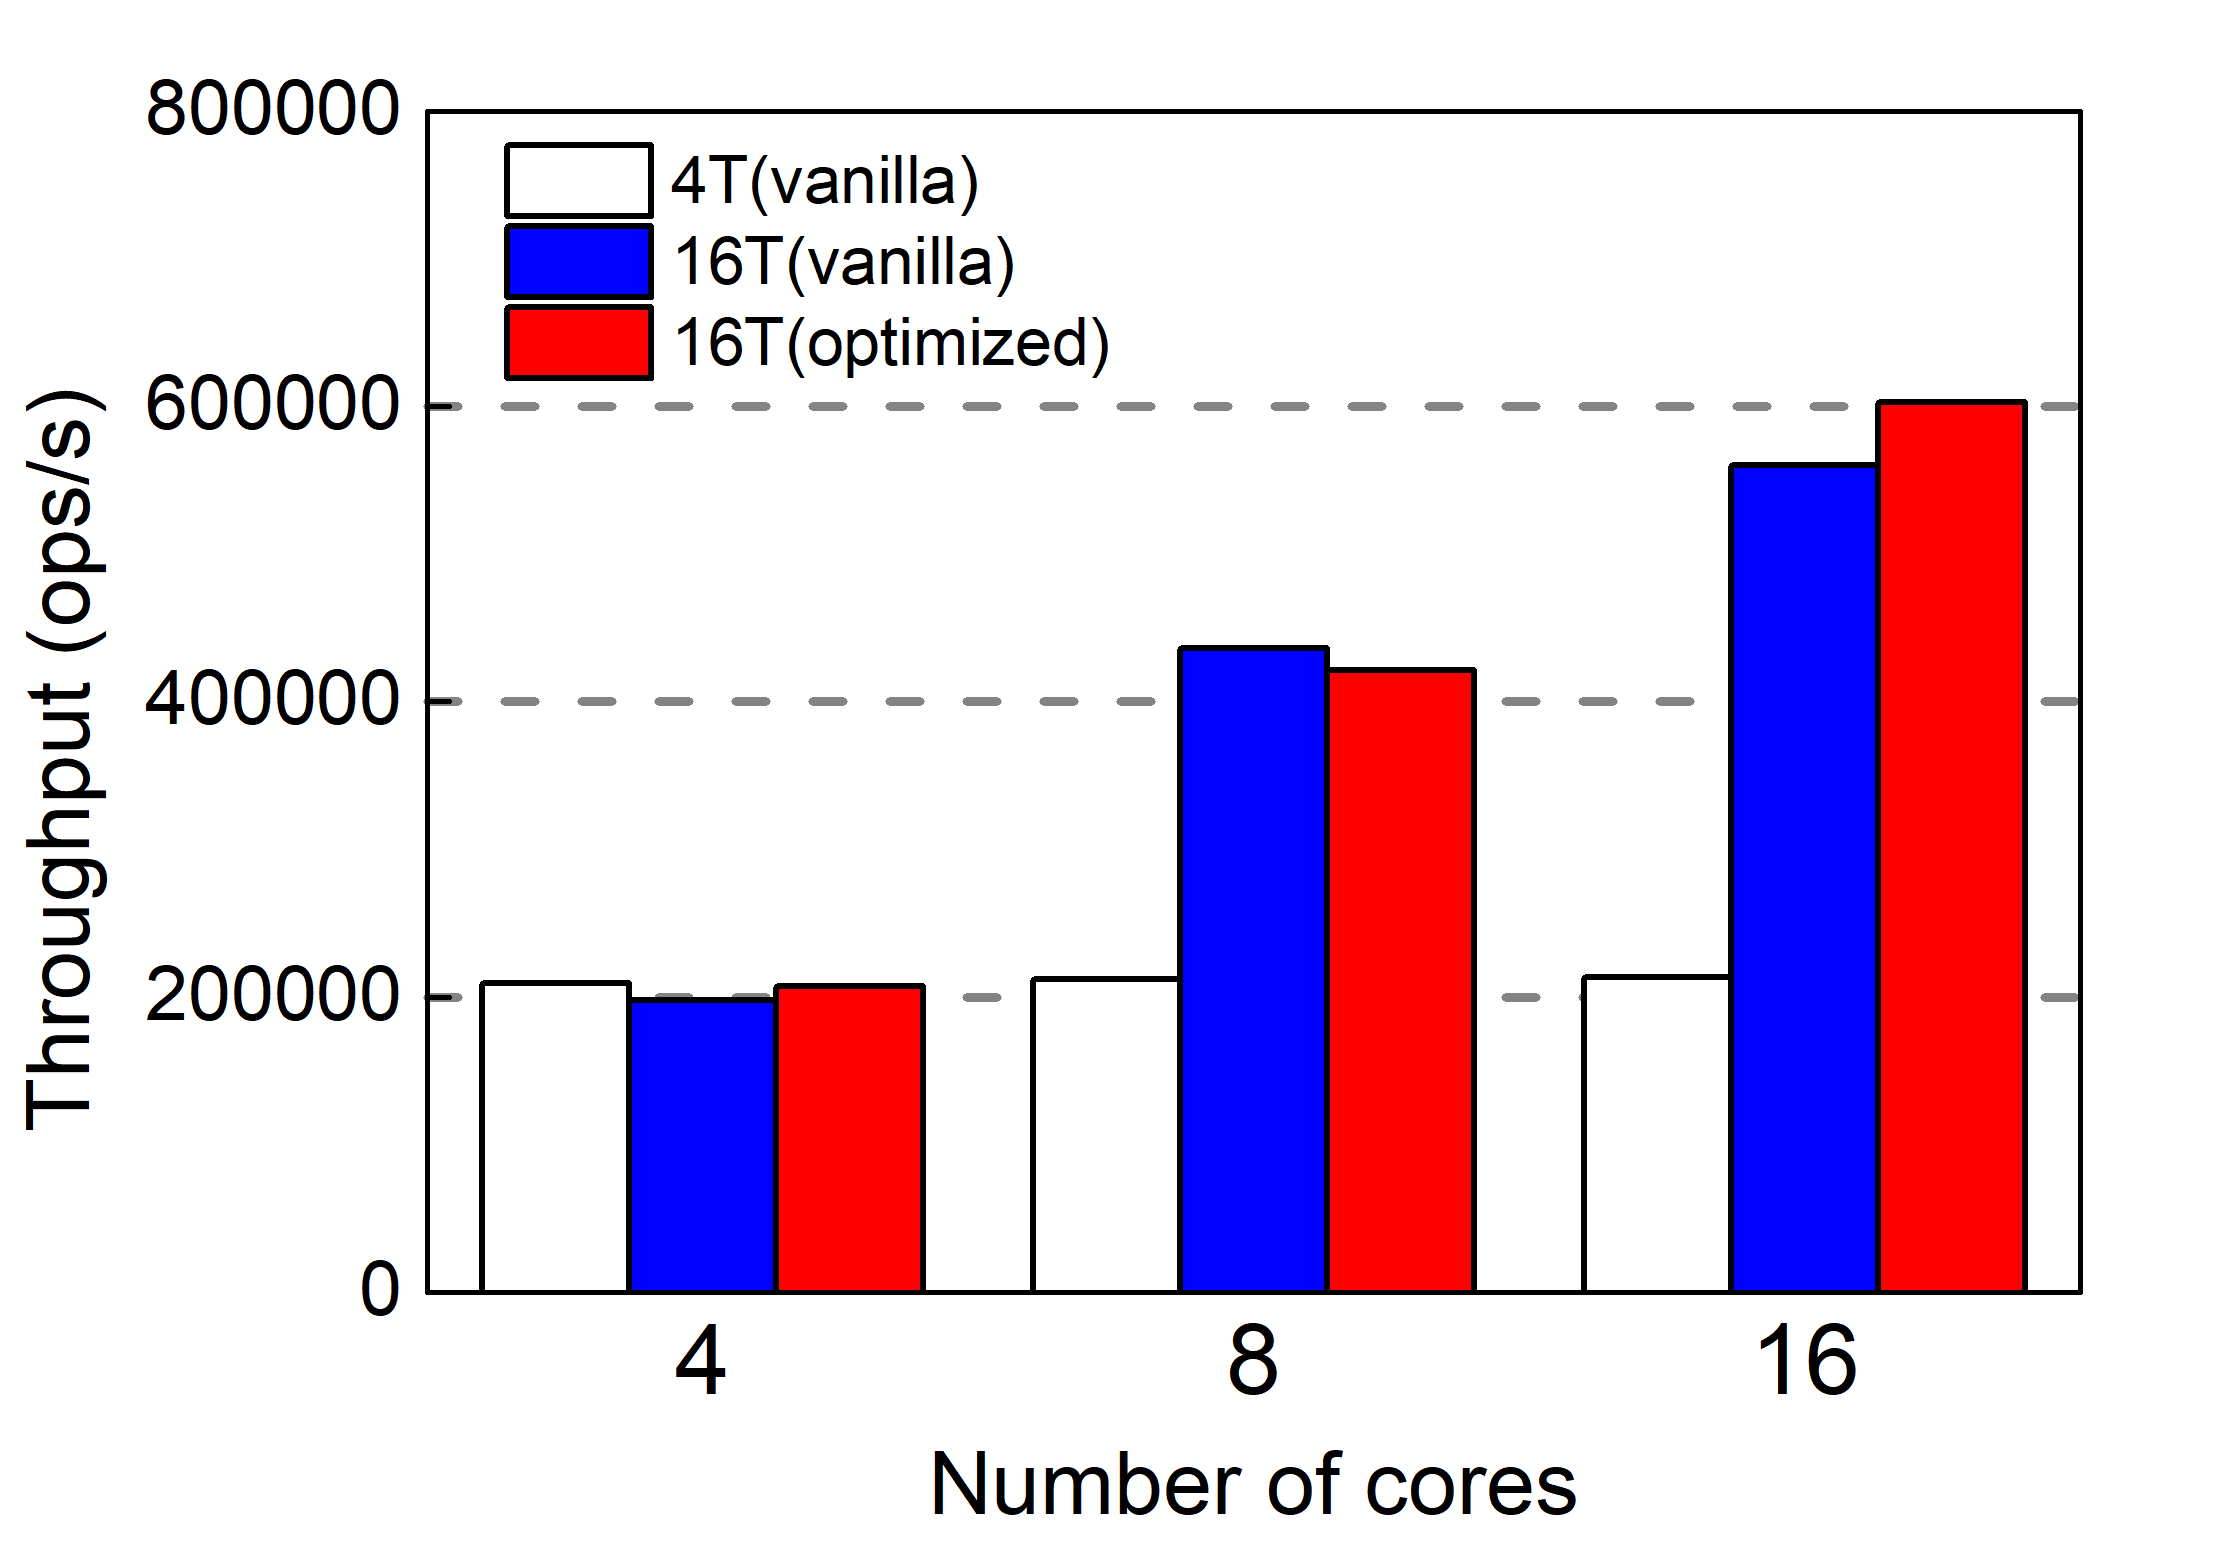 800000
600000
400000
200000
0
Throughput (ops/s)
4T(vanilla)
16T(vanilla)
16T(optimized)
4
8
16
Number of cores